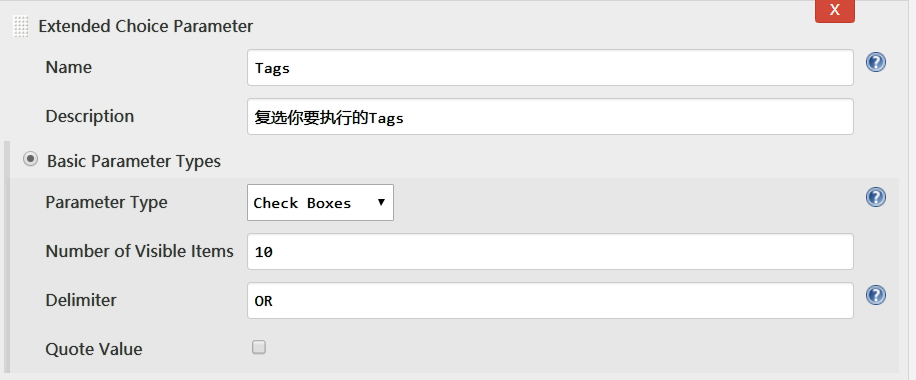 X
Extended Choice Parameter
Name Tags ?
Description 复选你要执行的Tags
Basic Parameter Types
Parameter Type Check Boxes ?
Number of Visible Items 10
Delimiter OR ?
Quote Value